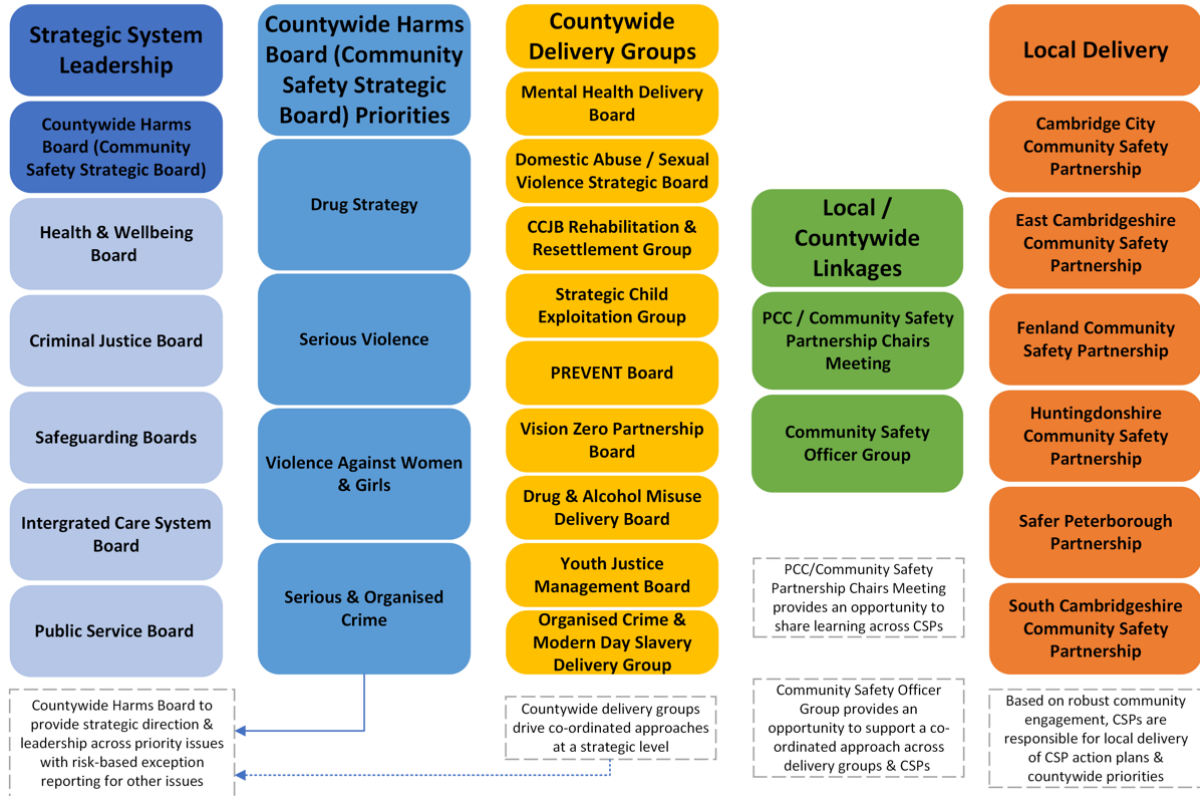 Strategic System
Leadership
Countywide Harms
Board (Community
Safety Strategic Board)
Health & Wellbeing
Board
Criminal Justice Board
Safeguarding Boards
Intergrated Care System
Board
Public Service Board
Countywide Harms Board to
provide strategic direction &
leadership across priority issues
with risk-based exception
reporting for other issues
Countywide Harms
Board (Community
Safety Strategic
Board) Priorities
Drug Strategy
Serious Violence
Violence Against Women
& Girls
Serious & Organised
Crime
Countywide
Delivery Groups
Mental Health Delivery
Board
Domestic Abuse / Sexual
Violence Strategic Board
CCJB Rehabilitation &
Resettlement Group
Strategic Child
Exploitation Group
PREVENT Board
Vision Zero Partnership
Board
Drug & Alcohol Misuse
Delivery Board
Youth Justice
Management Board
Organised Crime &
Modern Day Slavery
Delivery Group
Countywide delivery groups
drive co-ordinated approaches
at a strategic level
Local /
Countywide
Linkages
PCC / Community Safety
Partnership Chairs
Meeting
Community Safety
Officer Group
PCC/Community Safety
Partnership Chairs Meeting
provides an opportunity to
share learning across CSPs
Community Safety Officer
Group provides an
opportunity to support a co-
ordinated approach across
delivery groups & CSPs
Local Delivery
Cambridge City
Community Safety
Partnership
East Cambridgeshire
Community Safety
Partnership
Fenland Community
Safety Partnership
Huntingdonshire
Community Safety
Partnership
Safer Peterborough
Partnership
South Cambridgeshire
Community Safety
Partnership
Based on robust community
engagement, CSPs are
responsible for local delivery
of CSP action plans &
countywide priorities